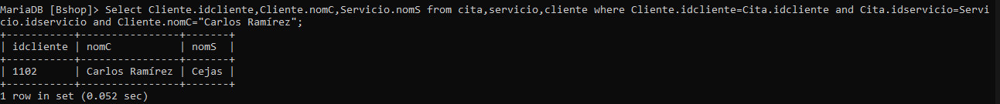 MariaDB [Bshop]> Select Cliente.idcliente,Cliente.nomC,Servicio.nomS from cita,servicio,cliente where Cliente.idcliente=Cita.idcliente and Cita.idservicio=Servi
cio.idservicio and Cliente.nomC="Carlos Ramírez";
+-----------+----------------+-------+
| idcliente | nomC           | nomS  |
+-----------+----------------+-------+
| 1102      | Carlos Ramírez | Cejas |
+-----------+----------------+-------+
1 row in set (0.052 sec)